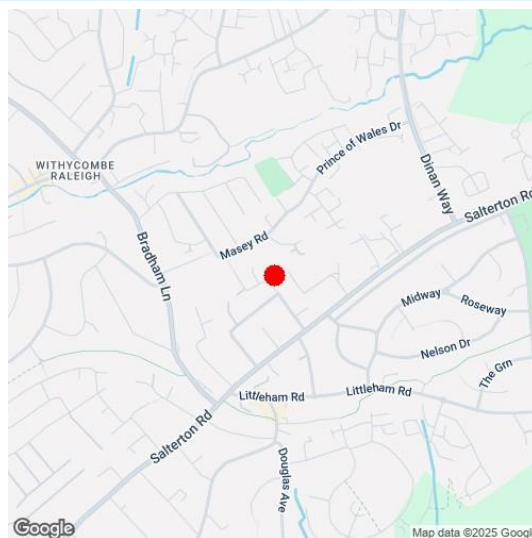 WITHYCOMBE
RALEIGH
Prince of Wales Dr
Dinan Way
Salterton Rd
Masey Rd
Bradham Ln
Midway
Roseway
Nelson Dr
The Grn
Littleham Rd
Littleham Rd
Salterton Rd
Douglas Ave
Google
Map data ©2025 Google